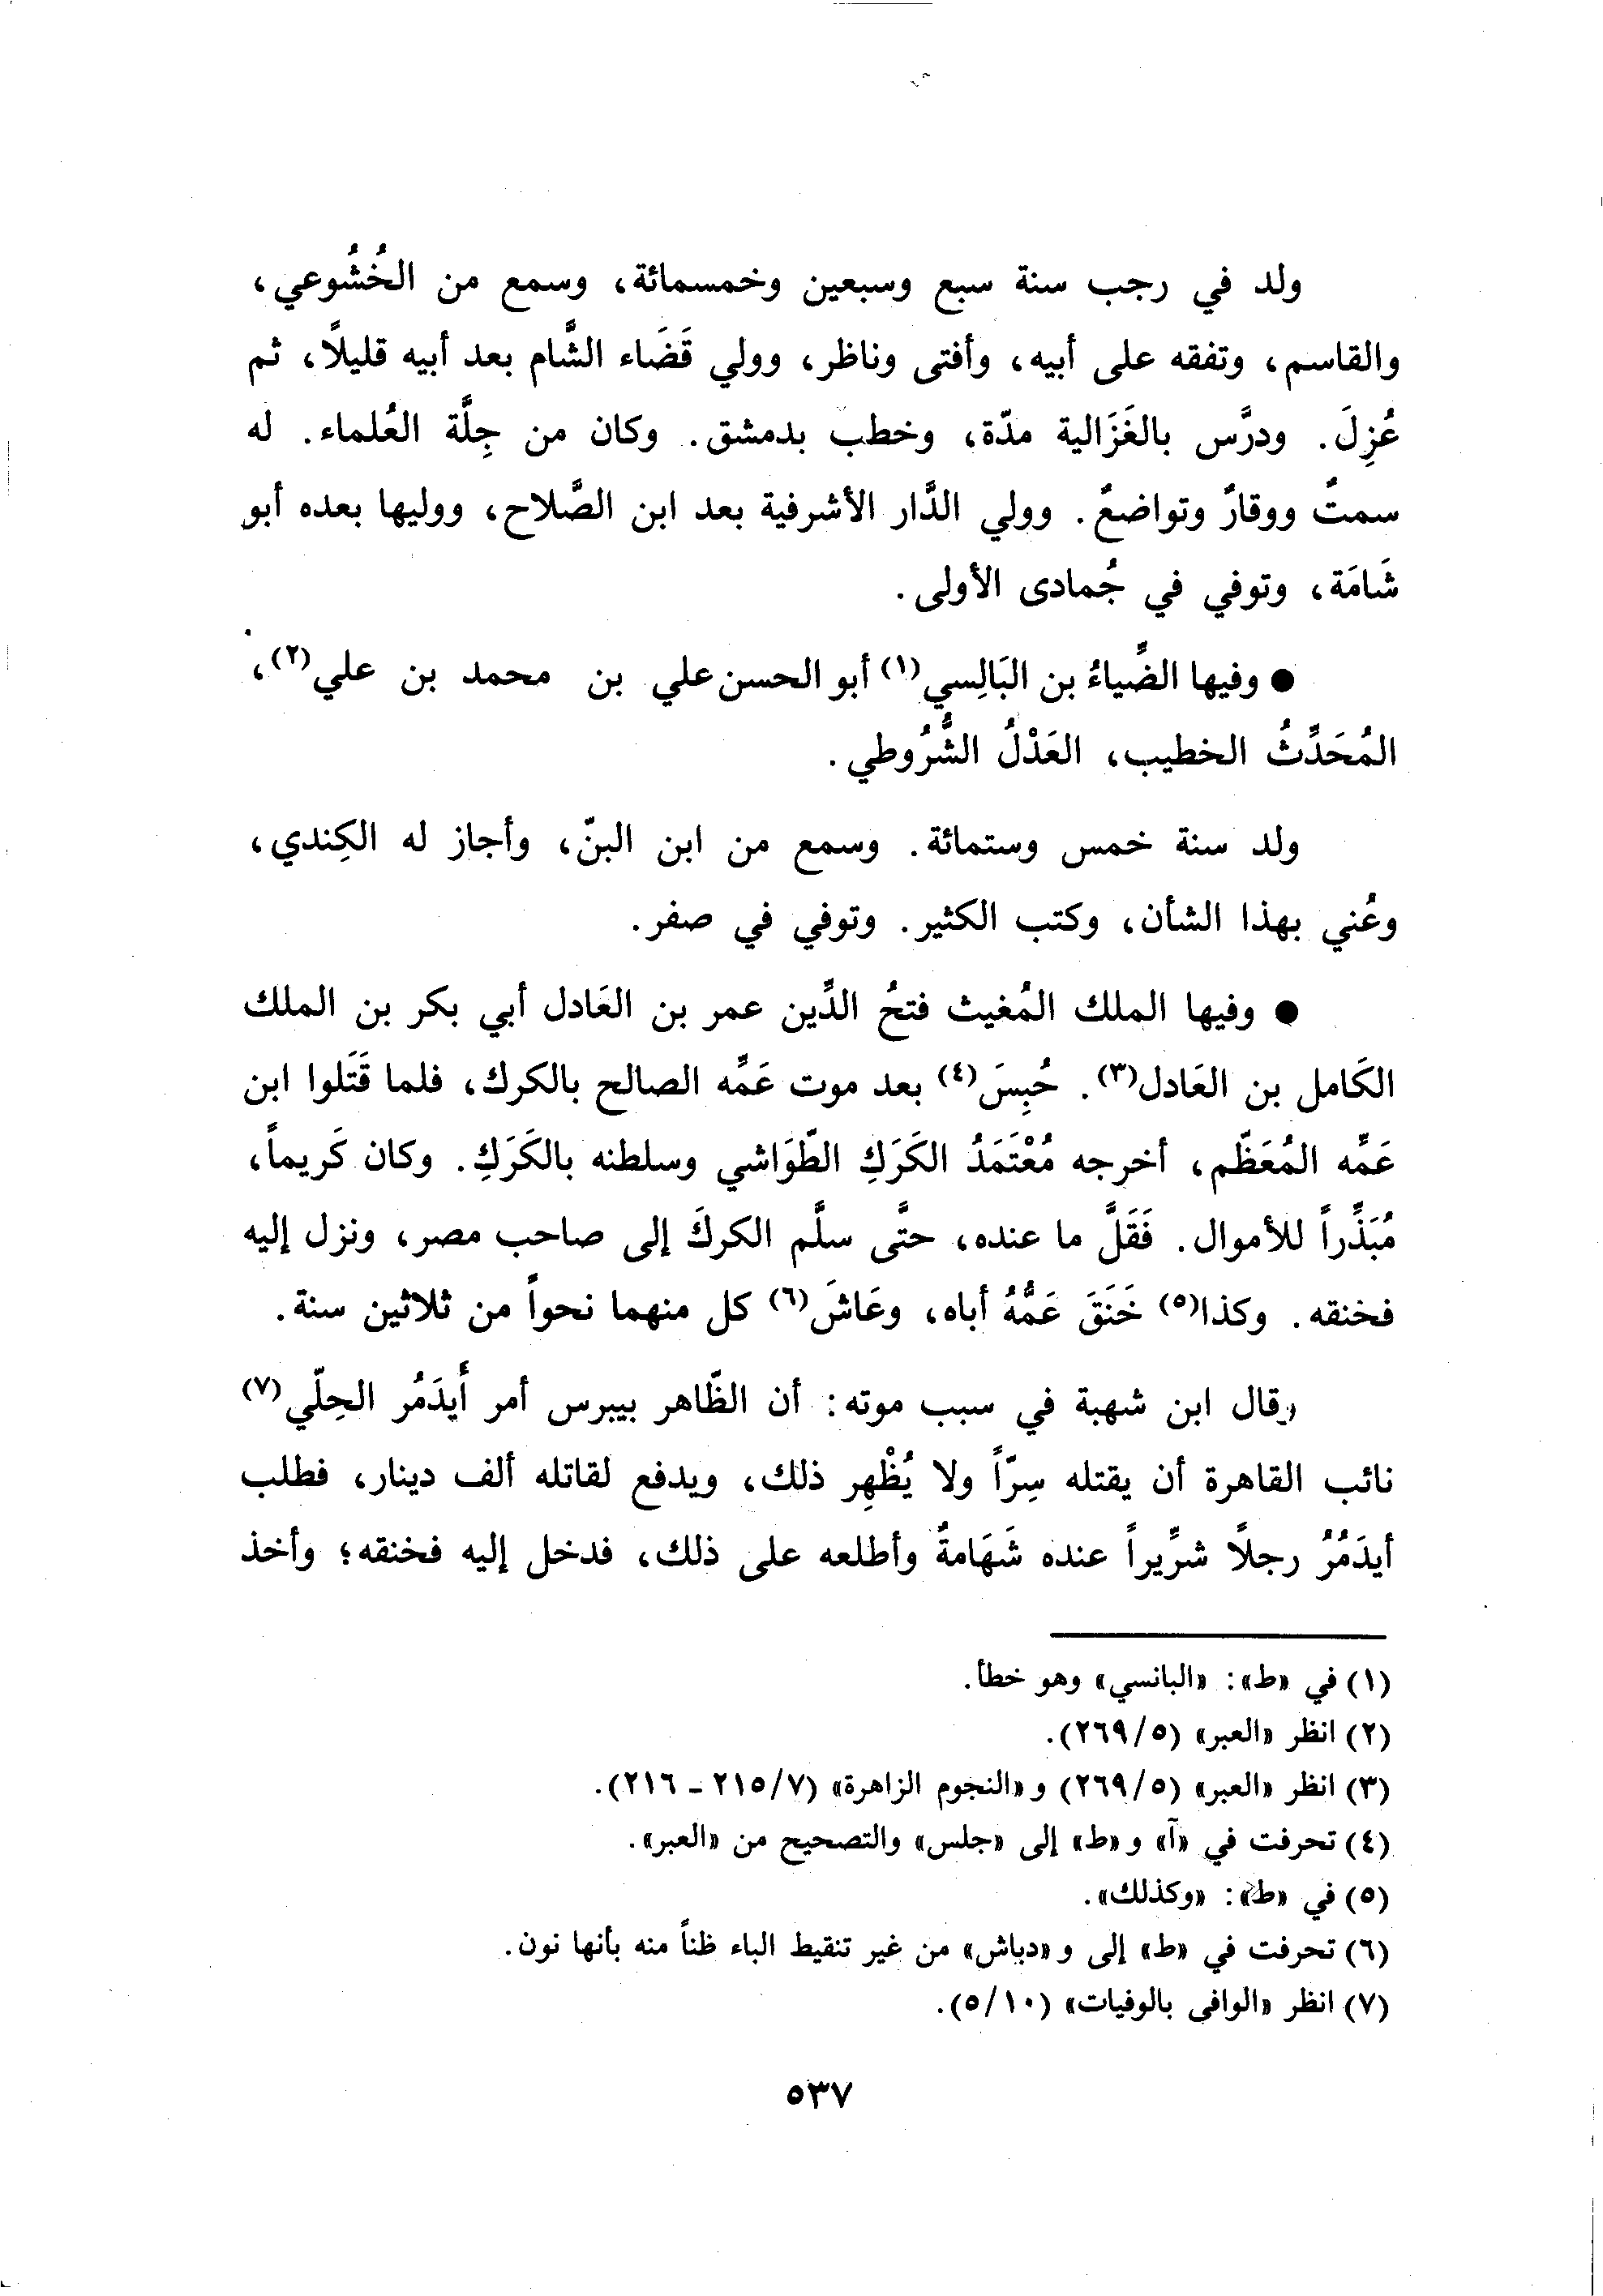 ولد في رجب سنة سبع وسبعين وخمسمائة، وسمع من الخُشُوعي،
والقاسم، وتفقه على أبيه، وأفتى وناظر، وولي قَضَاء الشَّام بعد أبيه قليلاً، ثم
عُزِلَ. ودرَّس بالغَزَالية مدّة، وخطب بدمشق. وكان من جِلَّة العُلماء. له
سمتٌ ووقارٌ وتواضعٌ. وولي الدَّار الأشرفية بعد ابن الصَّلاح، ووليها بعده أبو
شَامَة، وتوفي في جُمادى الأولى.
● وفيها الضِّياءُ بن البَالِسي(١) أبو الحسن علي بن محمد بن علي(٢)،
المُحَدِّثُ الخطيب، العَدْلُ الشُّرُوطي.
ولد سنة خمس وستمائة. وسمع من ابن البنّ، وأجاز له الكِندي،
وعُني بهذا الشأن، وكتب الكثير. وتوفي في صفر.
● وفيها الملك المُغيث فتحُ الدِّين عمر بن العَادل أبي بكر بن الملك
الكَامل بن العَادل(٣). حُبِسَ(٤) بعد موت عَمِّه الصالح بالكرك، فلما قَتَلوا ابن
عَمِّه المُعَظَّم، أخرجه مُعْتَمَدُ الكَرَكِ الطَّوَاشي وسلطنه بالكَرَكِ. وكان كَريماً،
مُبَذِّراً للأموال. فَقَلَّ ما عنده، حتَّى سلَّم الكركَ إلى صاحب مصر، ونزل إليه
فخنقه. وكذا(٥) خَنَقَ عَمُّهُ أباه، وعَاشَ(٦) كل منهما نحواً من ثلاثين سنة.
وقال ابن شهبة في سبب موته: أن الظَّاهر بيبرس أمر أَيدَمُر الحِلّي(٧)
نائب القاهرة أن يقتله سِرّاً ولا يُظْهِر ذلك، ويدفع لقاتله ألف دينار، فطلب
أيدَمُرُ رجلاً شرِّيراً عنده شَهَامةٌ وأطلعه على ذلك، فدخل إليه فخنقه؛ وأخذ
(١) في «ط»: «البانسي» وهو خطأ.
(٢) انظر «العبر» (٢٦٩/٥).
(٣) انظر «العبر» (٢٦٩/٥) و«النجوم الزاهرة» (٢١٥/٧ - ٢١٦).
(٤) تحرفت في «آ» و«ط» إلى «جلس» والتصحيح من «العبر».
(٥) في «ط»: «وكذلك».
(٦) تحرفت في «ط» إلى و«دباش» من غير تنقيط الباء ظناً منه بأنها نون.
(٧) انظر «الوافي بالوفيات» (٥/١٠).
٥٣٧